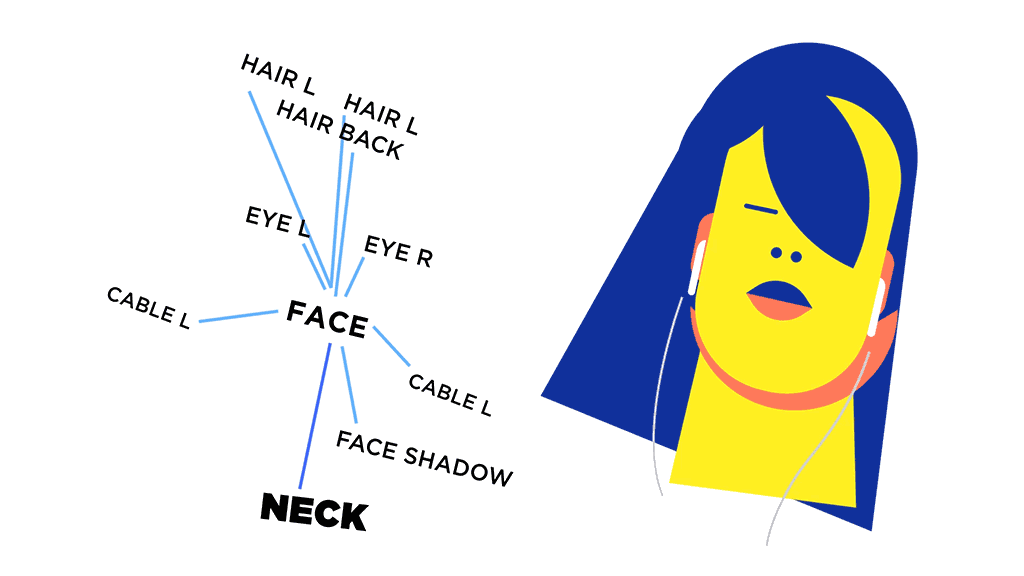 HAIR L
HAIR L
HAIR BACK
EYE L
EYE R
CABLE L
FACE
CABLE L
FACE SHADOW
NECK